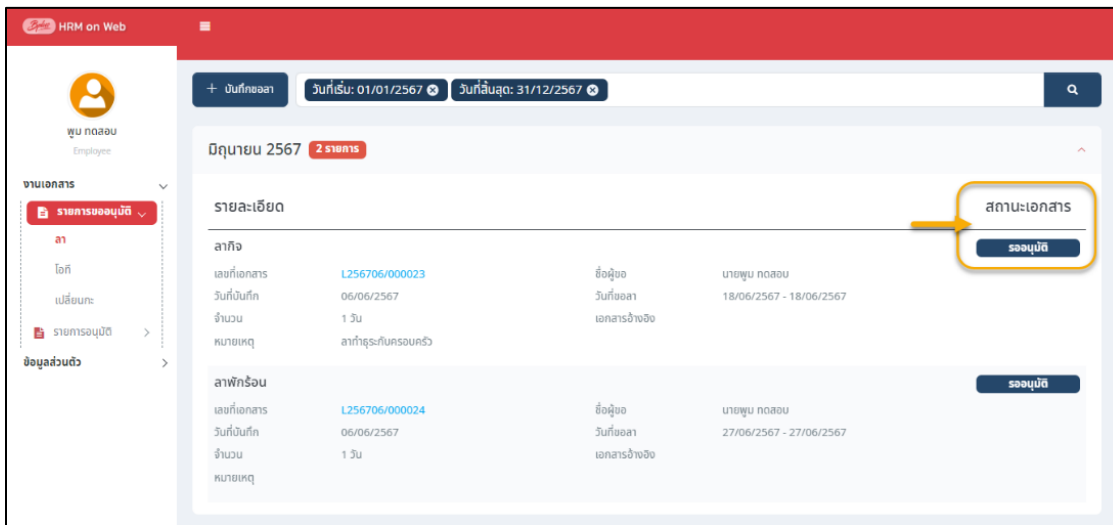 Bplus HRM on Web
พูม ทดสอบ
Employee
งานเอกสาร
รายการขออนุมัติ
ลา
โอที
เปลี่ยนกะ
รายการอนุมัติ
ข้อมูลส่วนตัว
+ บันทึกขอลา วันที่เริ่ม: 01/01/2567 วันที่สิ้นสุด: 31/12/2567
มิถุนายน 2567 2 รายการ
รายละเอียด สถานะเอกสาร
ลากิจ รออนุมัติ
เลขที่เอกสาร L256706/000023 ชื่อผู้ขอ นายพูม ทดสอบ
วันที่บันทึก 06/06/2567 วันที่ขอลา 18/06/2567 - 18/06/2567
จำนวน 1 วัน เอกสารอ้างอิง
หมายเหตุ ลาทำธุระกับครอบครัว
ลาพักร้อน รออนุมัติ
เลขที่เอกสาร L256706/000024 ชื่อผู้ขอ นายพูม ทดสอบ
วันที่บันทึก 06/06/2567 วันที่ขอลา 27/06/2567 - 27/06/2567
จำนวน 1 วัน เอกสารอ้างอิง
หมายเหตุ